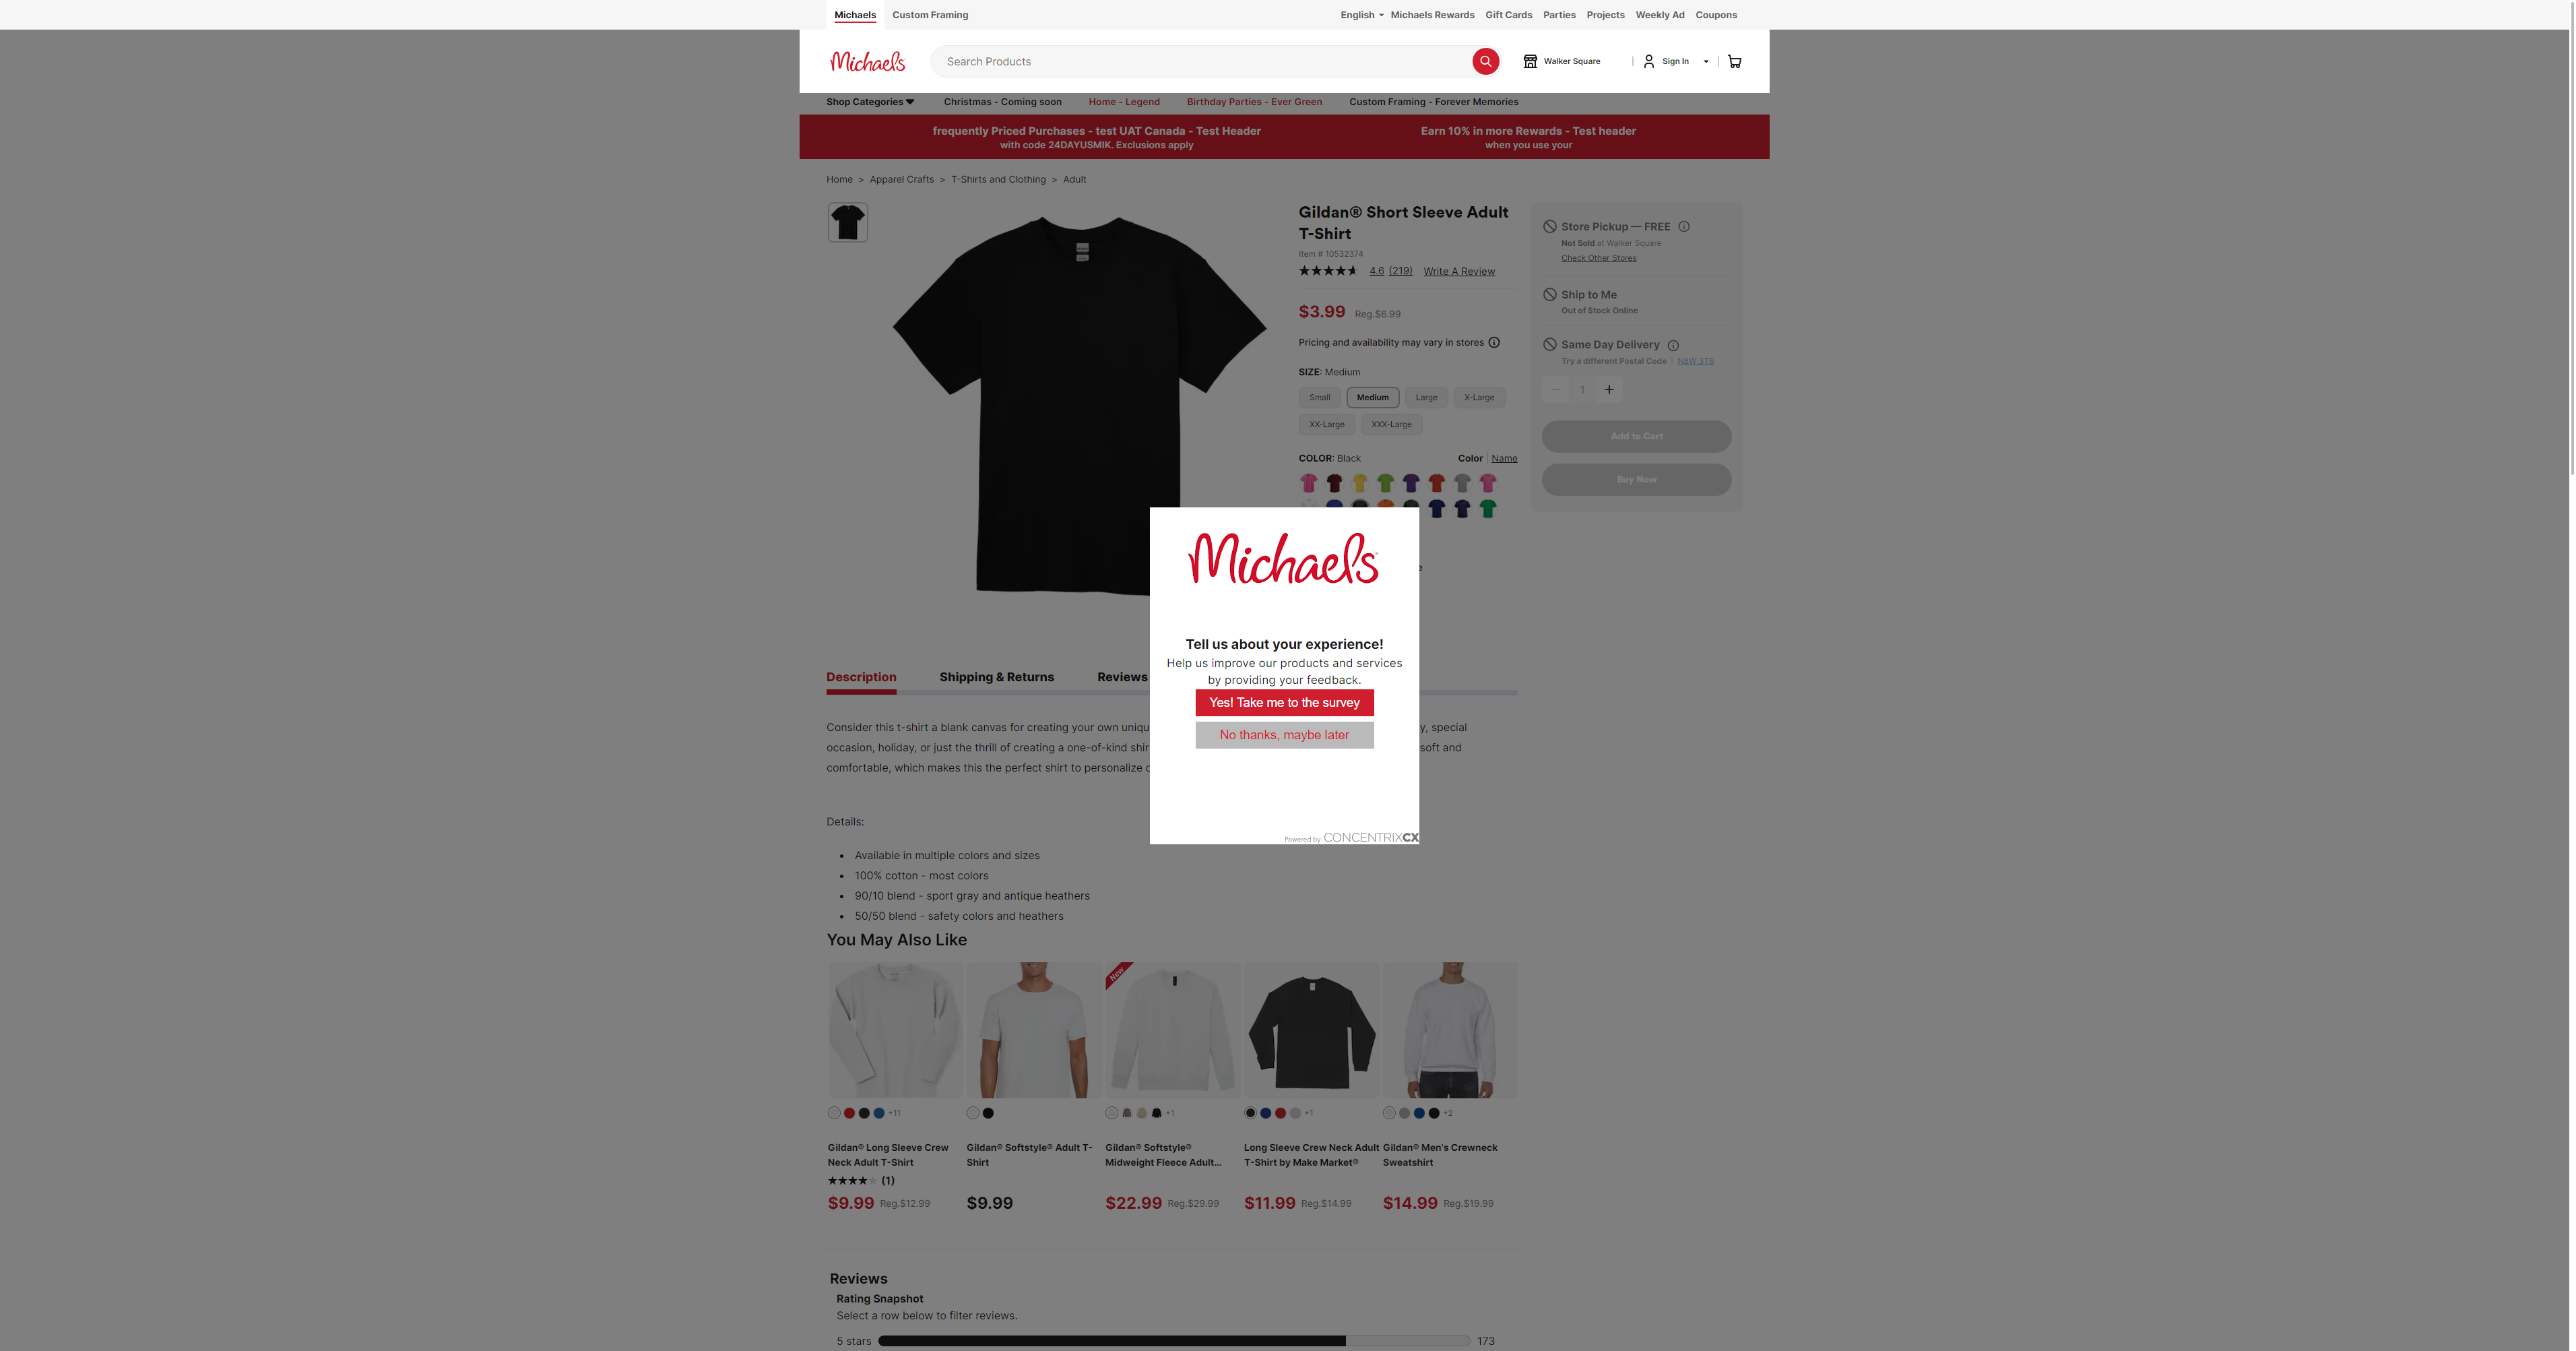 Michaels
Custom Framing
English
Michaels Rewards
Gift Cards
Parties
Projects
Weekly Ad
Coupons
Michaels
Search Products
Walker Square
Sign In
Shop Categories
Christmas - Coming soon
Home - Legend
Birthday Parties - Ever Green
Custom Framing - Forever Memories
frequently Priced Purchases - test UAT Canada - Test Header
with code 24DAYUSMIK. Exclusions apply
Earn 10% in more Rewards - Test header
when you use your
Home > Apparel Crafts > T-Shirts and Clothing > Adult
Gildan® Short Sleeve Adult
T-Shirt
Item # 10532374
4.6 (219) Write A Review
$3.99 Reg.$6.99
Pricing and availability may vary in stores
SIZE: Medium
Small
Medium
Large
X-Large
XX-Large
XXX-Large
COLOR: Black
Color | Name
Store Pickup — FREE
Not Sold at Walker Square
Check Other Stores
Ship to Me
Out of Stock Online
Same Day Delivery
Try a different Postal Code | N8W 3T6
1
Add to Cart
Buy Now
Michaels
Tell us about your experience!
Help us improve our products and services
by providing your feedback.
Yes! Take me to the survey
No thanks, maybe later
Powered by CONCENTRIXCX
Description
Shipping & Returns
Reviews
Consider this t-shirt a blank canvas for creating your own uniqu
y, special
occasion, holiday, or just the thrill of creating a one-of-kind shir
soft and
comfortable, which makes this the perfect shirt to personalize
Details:
Available in multiple colors and sizes
100% cotton - most colors
90/10 blend - sport gray and antique heathers
50/50 blend - safety colors and heathers
You May Also Like
New
+11
+1
+1
+2
Gildan® Long Sleeve Crew
Neck Adult T-Shirt
(1)
$9.99 Reg.$12.99
Gildan® Softstyle® Adult T-
Shirt
$9.99
Gildan® Softstyle®
Midweight Fleece Adult...
$22.99 Reg.$29.99
Long Sleeve Crew Neck Adult
T-Shirt by Make Market®
$11.99 Reg.$14.99
Gildan® Men's Crewneck
Sweatshirt
$14.99 Reg.$19.99
Reviews
Rating Snapshot
Select a row below to filter reviews.
5 stars
173